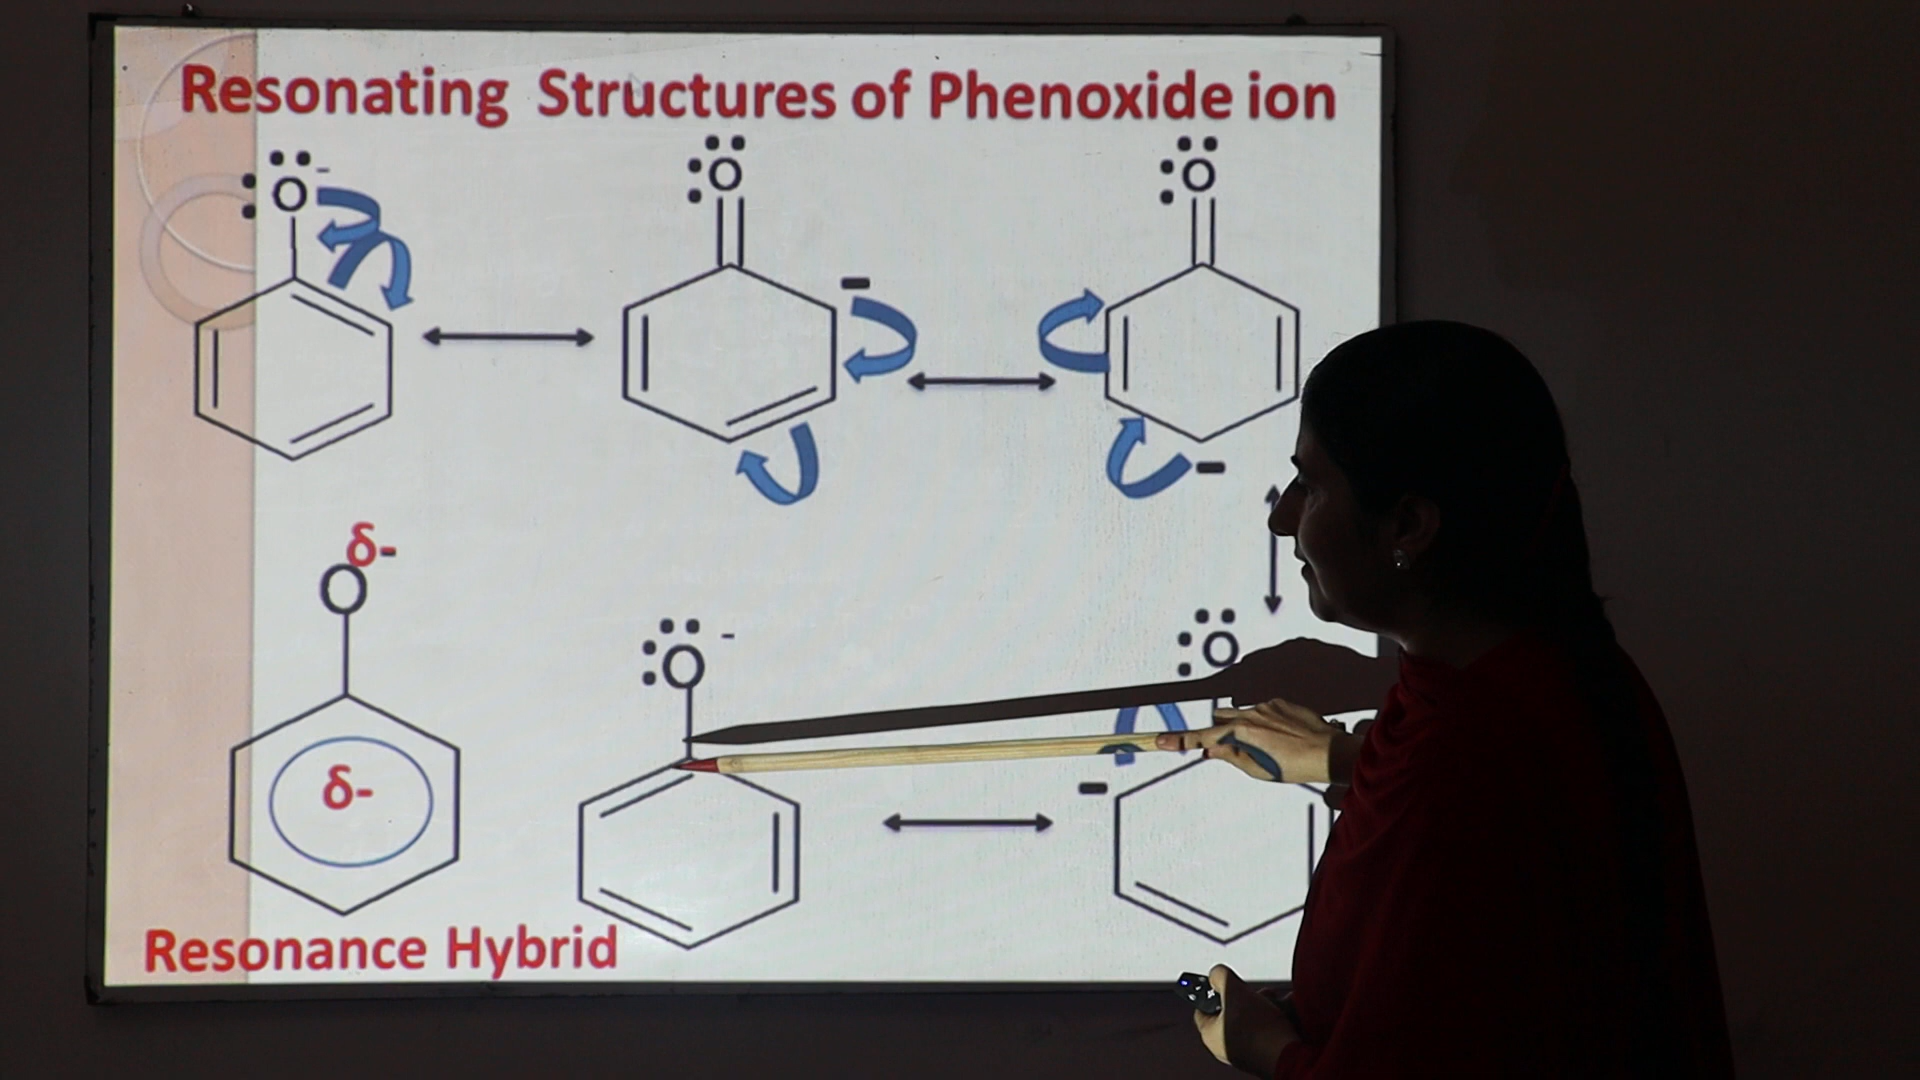 Resonating Structures of Phenoxide ion
O -
O
O
-
-
δ-
O
O -
O
δ-
-
Resonance Hybrid